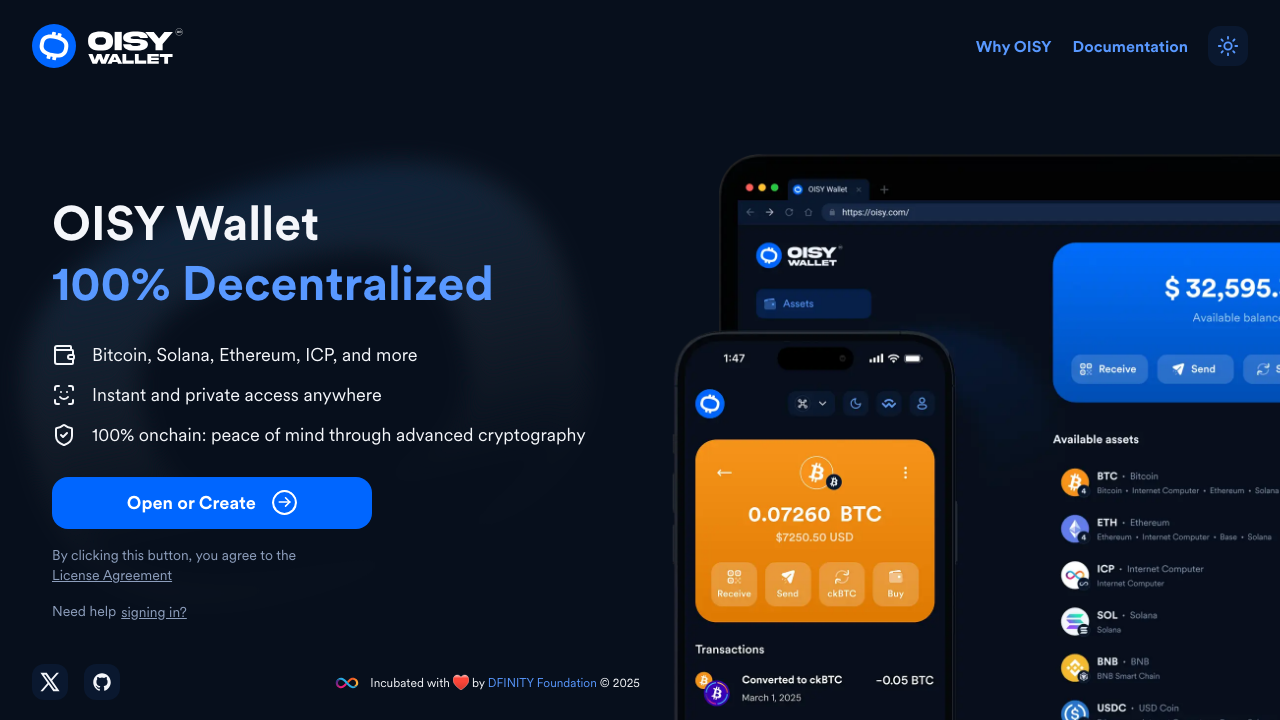 OISY
WALLET
Why OISY
Documentation
OISY Wallet
100% Decentralized
Bitcoin, Solana, Ethereum, ICP, and more
Instant and private access anywhere
100% onchain: peace of mind through advanced cryptography
Open or Create
By clicking this button, you agree to the
License Agreement
Need help signing in?
Incubated with ❤️ by DFINITY Foundation © 2025
OISY Wallet
https://oisy.com/
OISY
WALLET
Assets
$ 32,595.
Available balanc
Receive
Send
Available assets
BTC • Bitcoin
Bitcoin • Internet Computer • Ethereum • Solana
ETH • Ethereum
Ethereum • Internet Computer • Base • Solana
ICP • Internet Computer
Internet Computer
SOL • Solana
Solana
BNB • BNB
BNB Smart Chain
USDC • USD Coin
1:47
0.07260 BTC
$7250.50 USD
Receive
Send
ckBTC
Buy
Transactions
Converted to ckBTC
-0.05 BTC
March 1, 2025